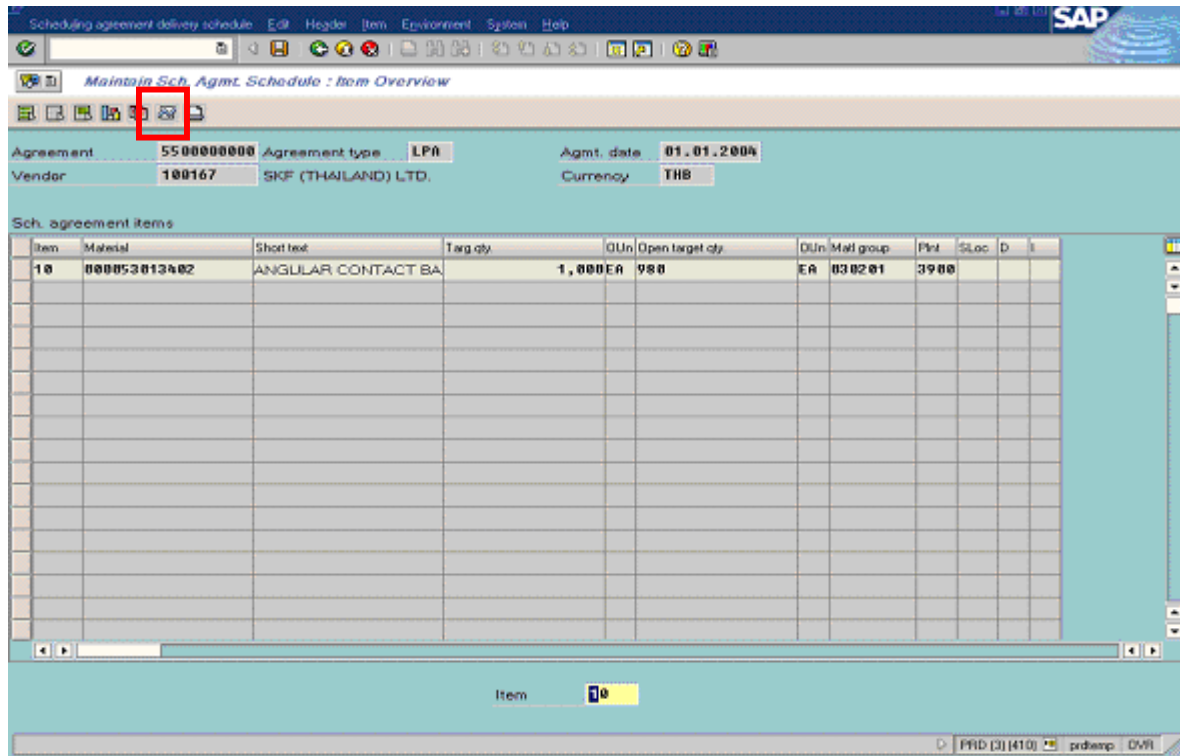 Scheduling agreement delivery schedule Edit Header Item Environment System Help
SAP
Maintain Sch. Agmt. Schedule : Item Overview
Agreement 5500000000 Agreement type LPA Agmt. date 01.01.2004
Vendor 100167 SKF (THAILAND) LTD. Currency THB
Sch. agreement items
Item Material Short text Targ.qty. OUn Open target qty OUn Matl group Plnt SLoc D I
10 000053013402 ANGULAR CONTACT BA 1,000 EA 980 EA 030201 3900
Item 10
PRD (3) (410) prdtemp OVR